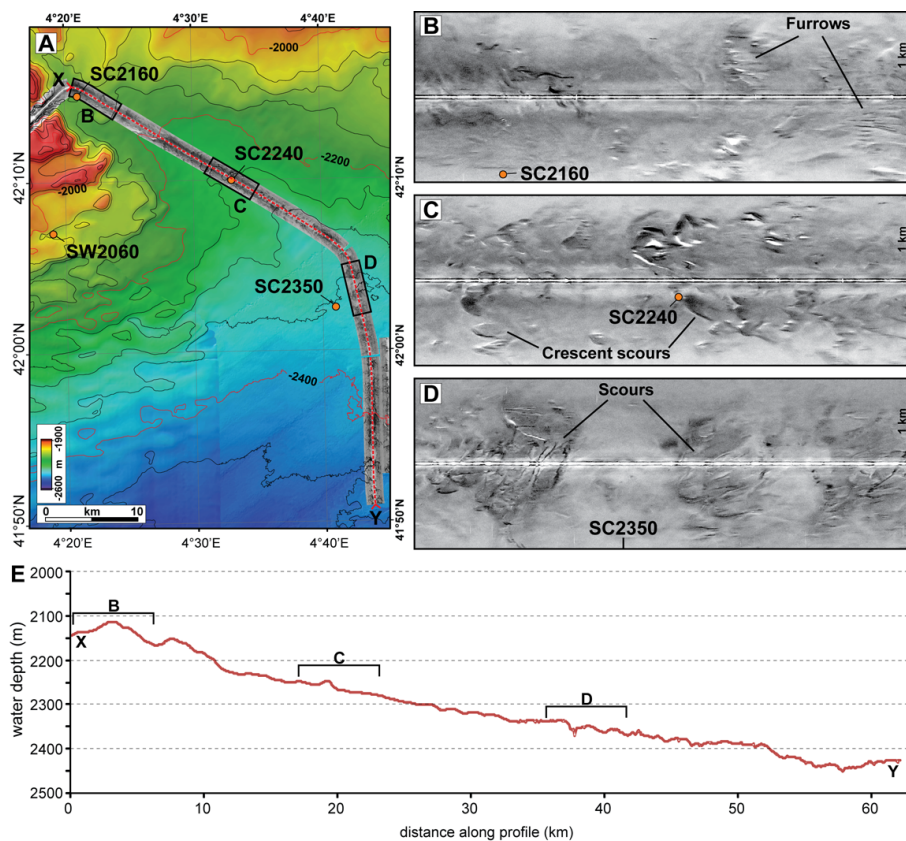 4°20'E 4°30'E 4°40'E
A
-2000
X
SC2160
B
42°10'N
-2000
SC2240
-2200
C
42°10'N
SW2060
D
SC2350
42°00'N
42°00'N
-2400
-1900
m
-2600
0 km 10
41°50'N
Y
41°50'N
4°20'E 4°30'E 4°40'E
B
Furrows
1 km
SC2160
C
1 km
SC2240
Crescent scours
D
Scours
1 km
SC2350
E
2000
2100
2200
2300
2400
2500
water depth (m)
B
X
C
D
Y
0 10 20 30 40 50 60
distance along profile (km)